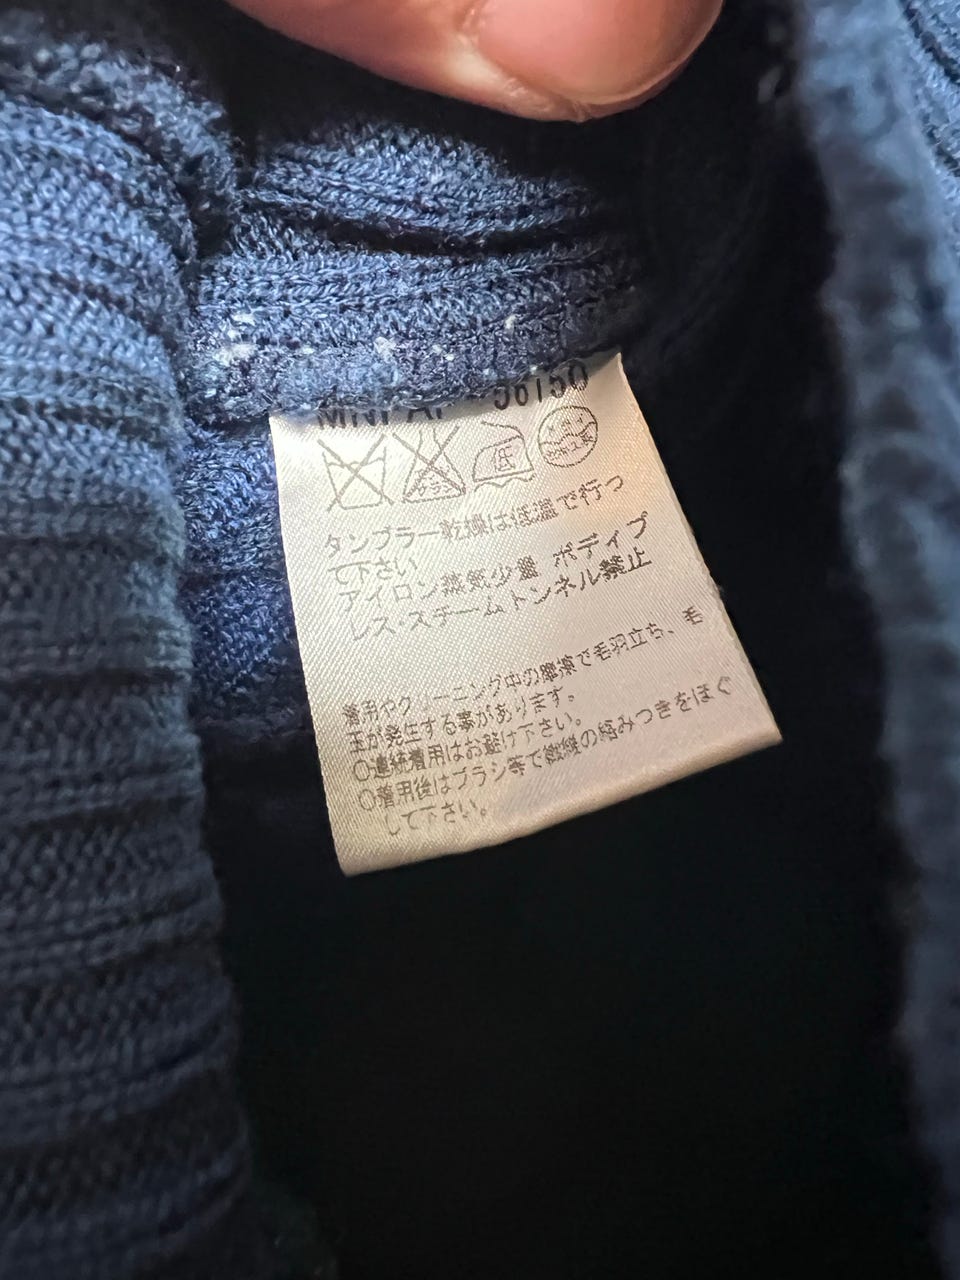 低
タンブラー乾燥は低温で行っ
て下さい
アイロン蒸気少量 ボディプ
レス・スチームトンネル禁止
着用やクリーニング中の摩擦で毛羽立ち、毛
玉が発生する事があります。
○連続着用はお避け下さい。
○着用後はブラシ等で繊維の絡みつきをほぐ
して下さい。